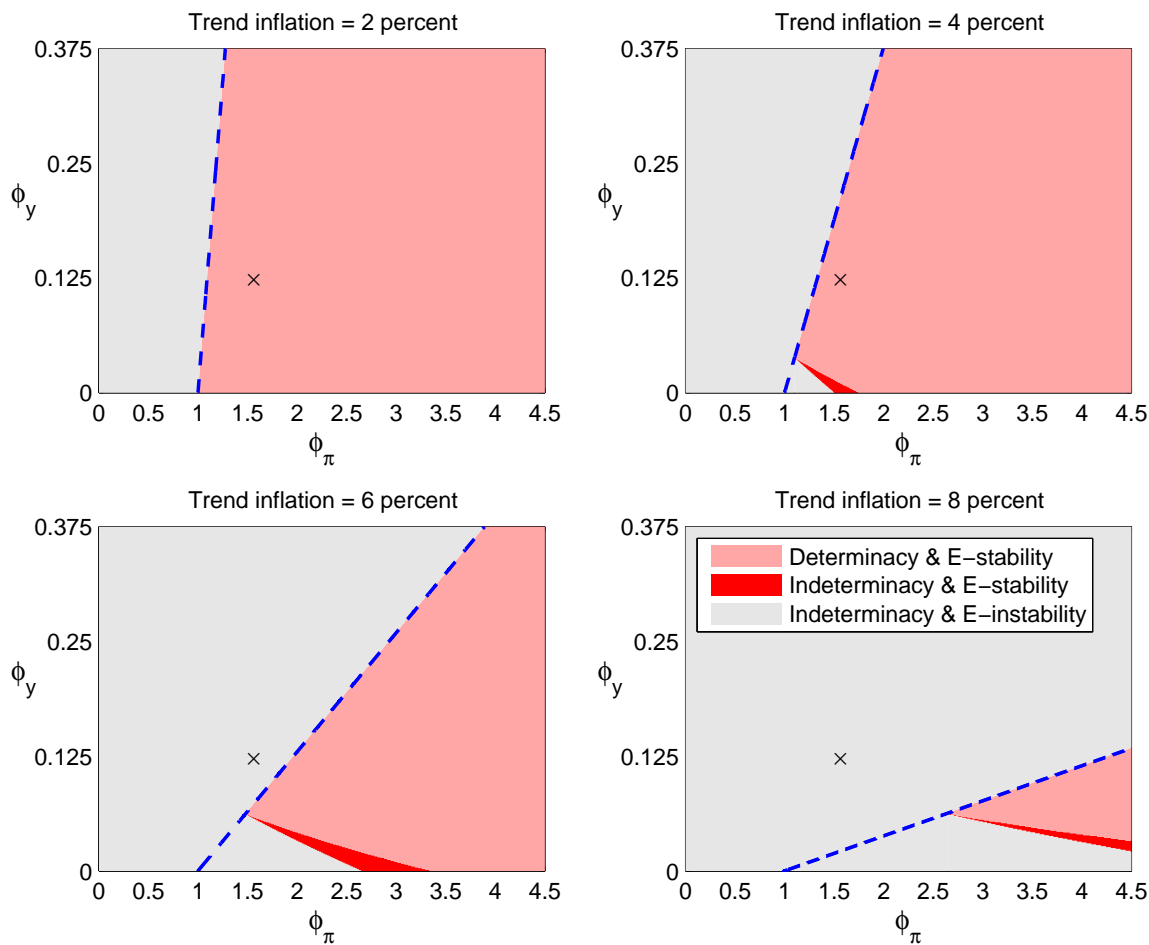 Trend inflation = 2 percent
0.375
0.25
ϕy
0.125
0
0 0.5 1 1.5 2 2.5 3 3.5 4 4.5
ϕπ
Trend inflation = 4 percent
0.375
0.25
ϕy
0.125
0
0 0.5 1 1.5 2 2.5 3 3.5 4 4.5
ϕπ
Trend inflation = 6 percent
0.375
0.25
ϕy
0.125
0
0 0.5 1 1.5 2 2.5 3 3.5 4 4.5
ϕπ
Trend inflation = 8 percent
0.375
Determinacy & E−stability
Indeterminacy & E−stability
Indeterminacy & E−instability
0.25
ϕy
0.125
0
0 0.5 1 1.5 2 2.5 3 3.5 4 4.5
ϕπ